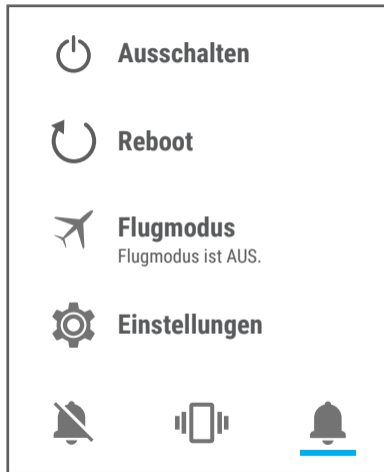 Ausschalten
Reboot
Flugmodus
Flugmodus ist AUS.
Einstellungen